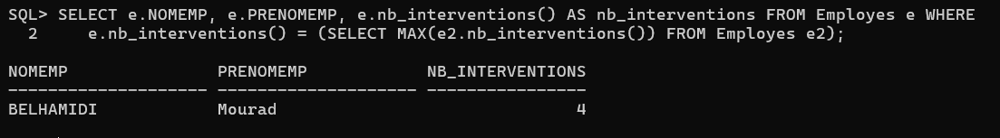 SQL> SELECT e.NOMEMP, e.PRENOMEMP, e.nb_interventions() AS nb_interventions FROM Employes e WHERE
  2     e.nb_interventions() = (SELECT MAX(e2.nb_interventions()) FROM Employes e2);
NOMEMP               PRENOMEMP            NB_INTERVENTIONS
-------------------- -------------------- ----------------
BELHAMIDI            Mourad                              4